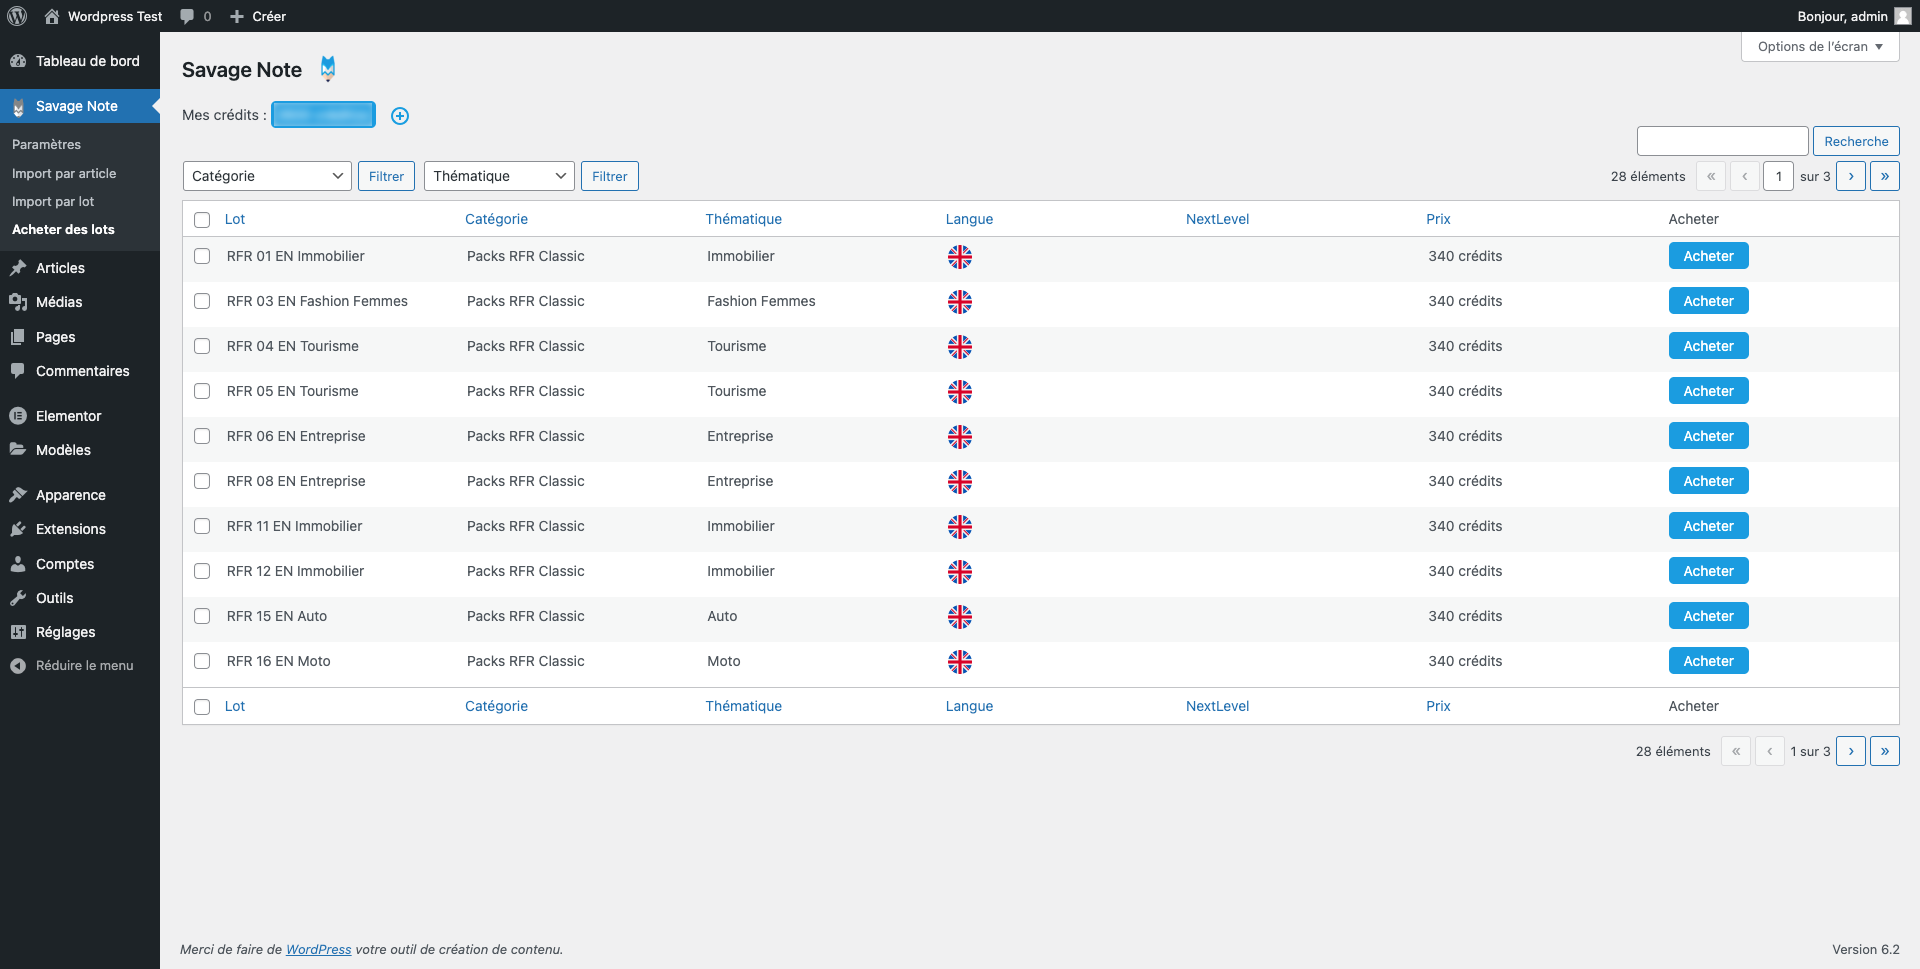 Wordpress Test 0 Créer Bonjour, admin
Options de l'écran ▼
Tableau de bord
Savage Note
Paramètres
Import par article
Import par lot
Acheter des lots
Articles
Médias
Pages
Commentaires
Elementor
Modèles
Apparence
Extensions
Comptes
Outils
Réglages
Réduire le menu
Savage Note
Mes crédits :
Recherche
Catégorie Filtrer Thématique Filtrer 28 éléments « ‹ 1 sur 3 › »
Lot Catégorie Thématique Langue NextLevel Prix Acheter
RFR 01 EN Immobilier Packs RFR Classic Immobilier 340 crédits Acheter
RFR 03 EN Fashion Femmes Packs RFR Classic Fashion Femmes 340 crédits Acheter
RFR 04 EN Tourisme Packs RFR Classic Tourisme 340 crédits Acheter
RFR 05 EN Tourisme Packs RFR Classic Tourisme 340 crédits Acheter
RFR 06 EN Entreprise Packs RFR Classic Entreprise 340 crédits Acheter
RFR 08 EN Entreprise Packs RFR Classic Entreprise 340 crédits Acheter
RFR 11 EN Immobilier Packs RFR Classic Immobilier 340 crédits Acheter
RFR 12 EN Immobilier Packs RFR Classic Immobilier 340 crédits Acheter
RFR 15 EN Auto Packs RFR Classic Auto 340 crédits Acheter
RFR 16 EN Moto Packs RFR Classic Moto 340 crédits Acheter
Lot Catégorie Thématique Langue NextLevel Prix Acheter
28 éléments « ‹ 1 sur 3 › »
Merci de faire de WordPress votre outil de création de contenu. Version 6.2